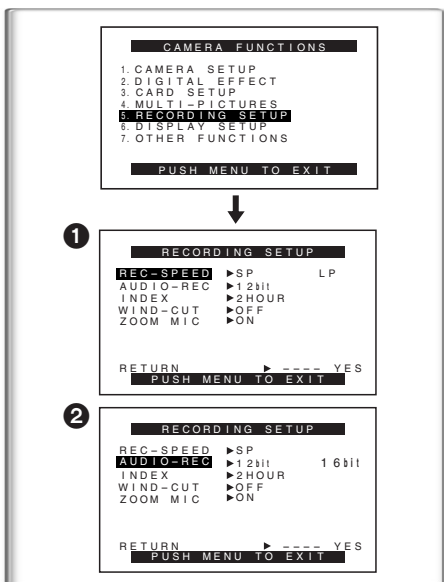 CAMERA FUNCTIONS
1. CAMERA SETUP
2. DIGITAL EFFECT
3. CARD SETUP
4. MULTI-PICTURES
5. RECORDING SETUP
6. DISPLAY SETUP
7. OTHER FUNCTIONS
PUSH MENU TO EXIT
1
RECORDING SETUP
REC-SPEED ▶SP LP
AUDIO-REC ▶12bit
INDEX ▶2HOUR
WIND-CUT ▶OFF
ZOOM MIC ▶ON
RETURN ▶ ---- YES
PUSH MENU TO EXIT
2
RECORDING SETUP
REC-SPEED ▶SP
AUDIO-REC ▶12bit 16bit
INDEX ▶2HOUR
WIND-CUT ▶OFF
ZOOM MIC ▶ON
RETURN ▶ ---- YES
PUSH MENU TO EXIT